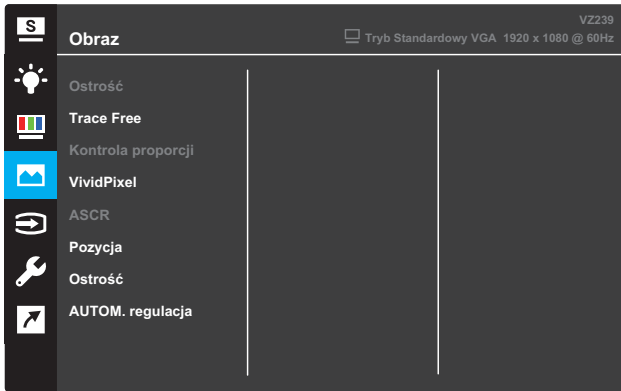 S
VZ239
Obraz
Tryb Standardowy VGA 1920 x 1080 @ 60Hz
Ostrość
Trace Free
Kontrola proporcji
VividPixel
ASCR
Pozycja
Ostrość
AUTOM. regulacja